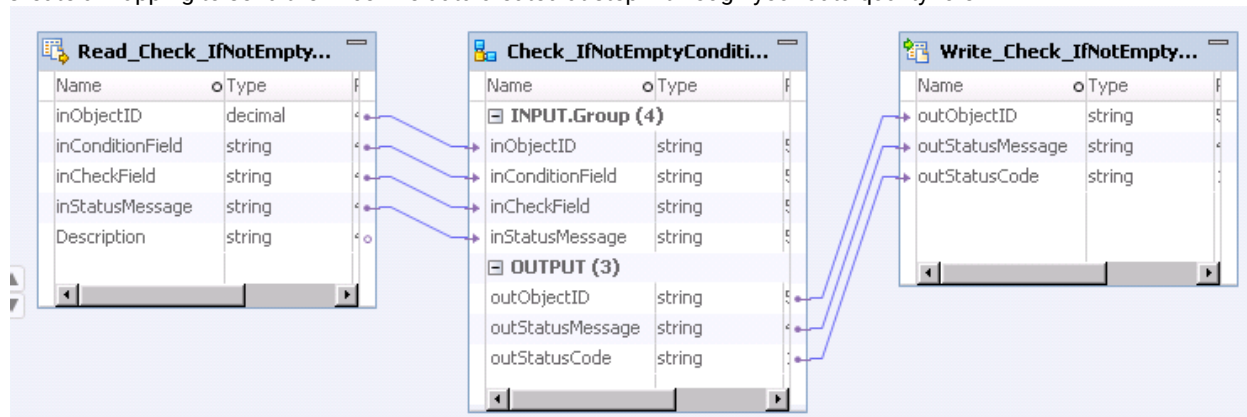 Read_Check_IfNotEmpty...
Name Type
inObjectID decimal
inConditionField string
inCheckField string
inStatusMessage string
Description string
Check_IfNotEmptyConditi...
Name Type
INPUT.Group (4)
inObjectID string
inConditionField string
inCheckField string
inStatusMessage string
OUTPUT (3)
outObjectID string
outStatusMessage string
outStatusCode string
Write_Check_IfNotEmpty...
Name Type
outObjectID string
outStatusMessage string
outStatusCode string